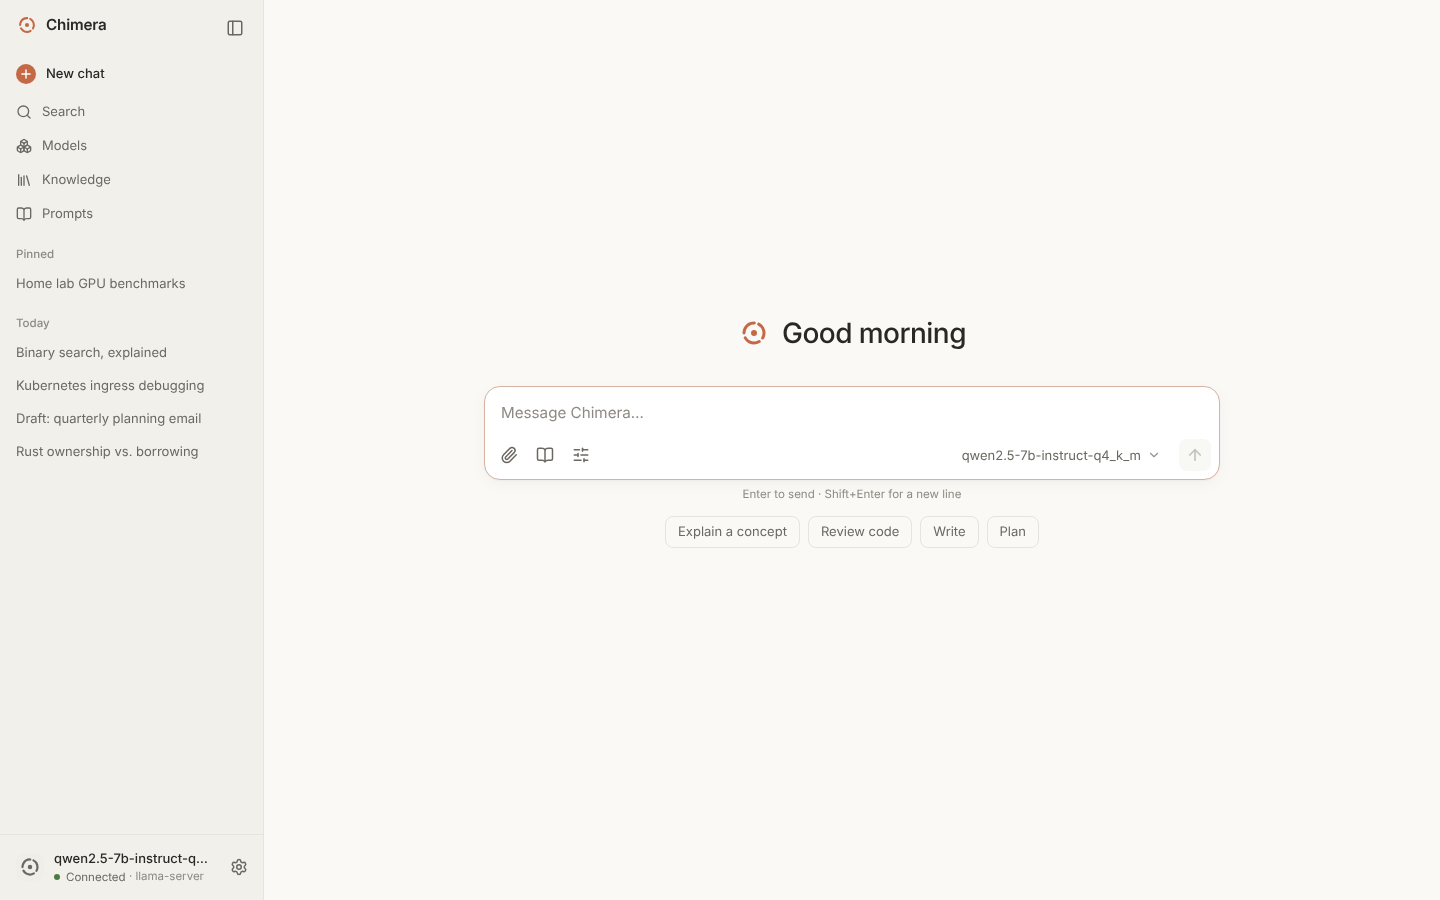 Chimera
New chat
Search
Models
Knowledge
Prompts
Pinned
Home lab GPU benchmarks
Today
Binary search, explained
Kubernetes ingress debugging
Draft: quarterly planning email
Rust ownership vs. borrowing
qwen2.5-7b-instruct-q...
Connected · llama-server
Good morning
Message Chimera...
qwen2.5-7b-instruct-q4_k_m
Enter to send · Shift+Enter for a new line
Explain a concept
Review code
Write
Plan